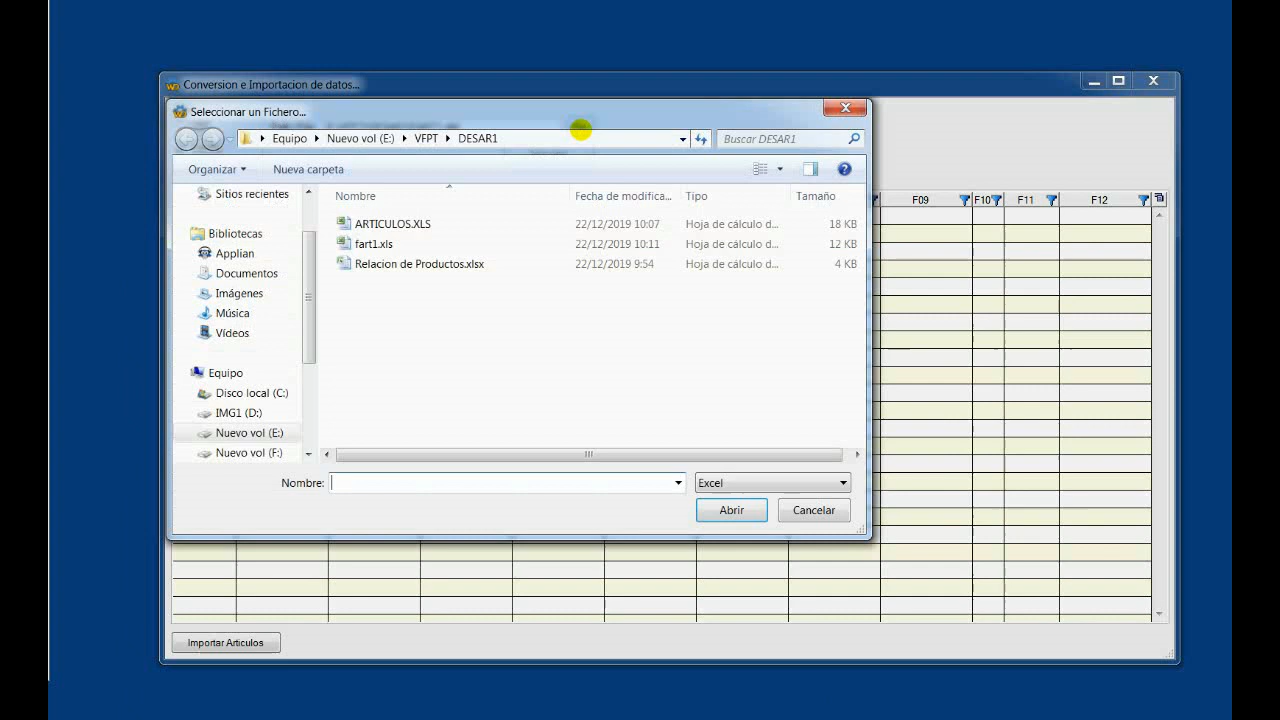 Conversion e Importacion de datos...
Seleccionar un Fichero...
Equipo Nuevo vol (E:) VFPT DESAR1
Buscar DESAR1
Organizar
Nueva carpeta
Sitios recientes
Bibliotecas
Applian
Documentos
Imágenes
Música
Vídeos
Equipo
Disco local (C:)
IMG1 (D:)
Nuevo vol (E:)
Nuevo vol (F:)
Nombre Fecha de modifica... Tipo Tamaño
ARTICULOS.XLS 22/12/2019 10:07 Hoja de cálculo d... 18 KB
fart1.xls 22/12/2019 10:11 Hoja de cálculo d... 12 KB
Relacion de Productos.xlsx 22/12/2019 9:54 Hoja de cálculo d... 4 KB
Nombre:
Excel
Abrir
Cancelar
F09 F10 F11 F12
Importar Articulos